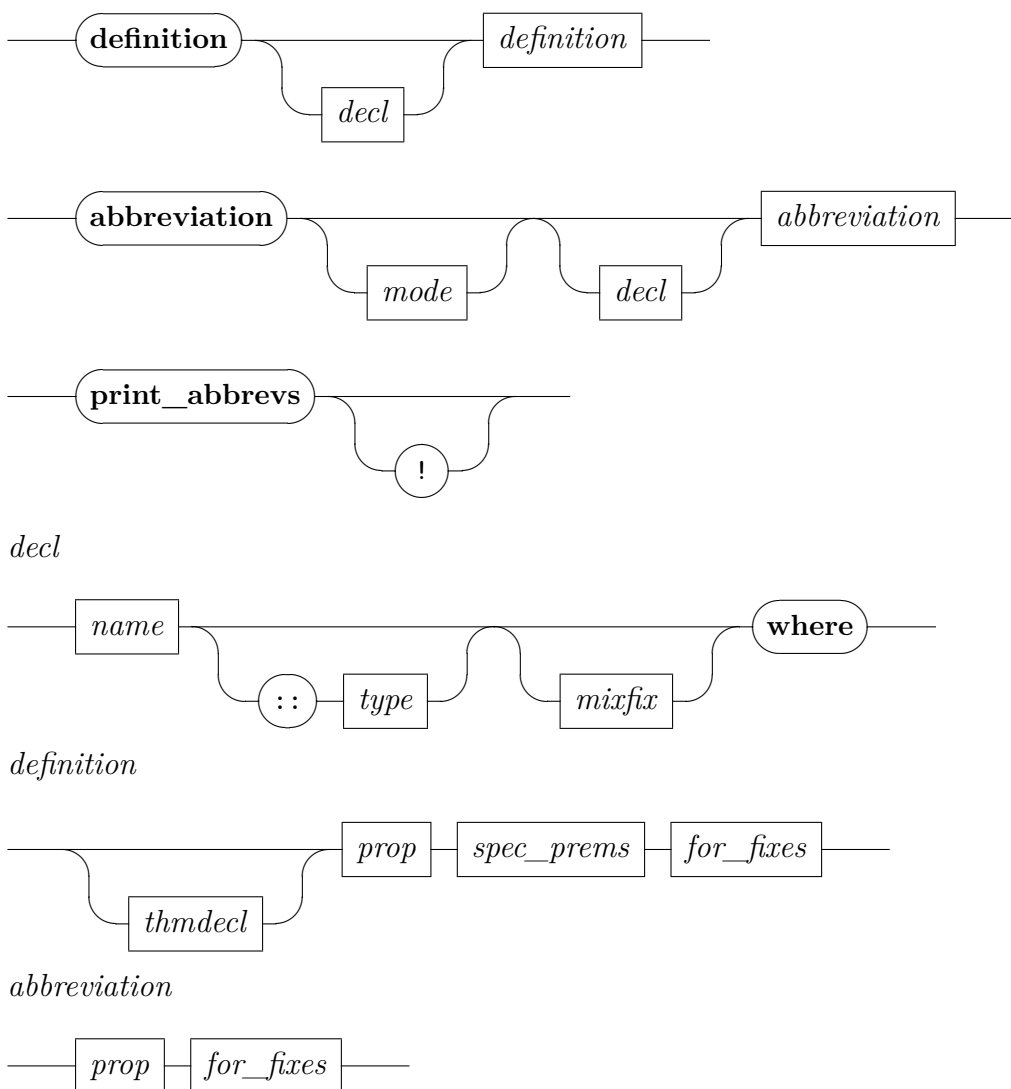 definition definition
decl
abbreviation abbreviation
mode decl
print_abbrevs
!
decl
name where
:: type mixfix
definition
prop spec_prems for_fixes
thmdecl
abbreviation
prop for_fixes